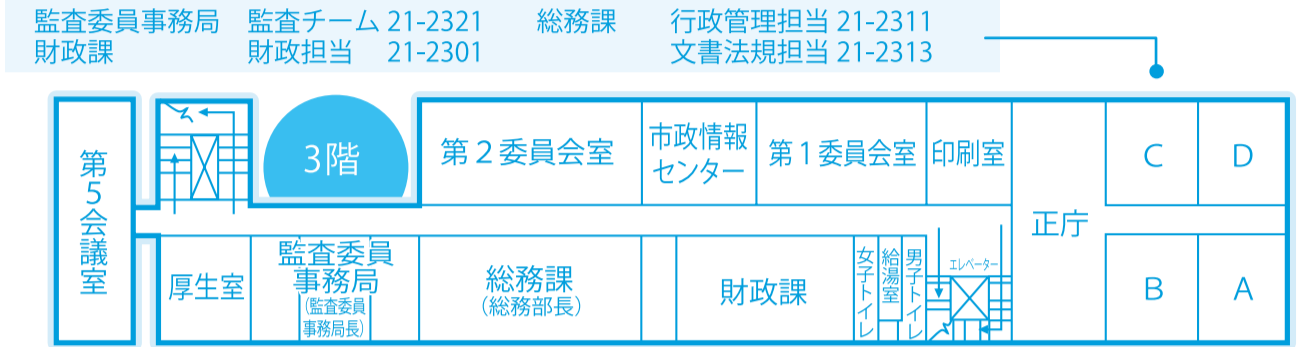 監査委員事務局 監査チーム 21-2321 総務課 行政管理担当 21-2311
財政課 財政担当 21-2301 文書法規担当 21-2313
第5会議室
3階
第2委員会室
市政情報
センター
第1委員会室
印刷室
正庁
C
D
厚生室
監査委員
事務局
(監査委員
事務局長)
総務課
(総務部長)
財政課
女子トイレ
給湯室
男子トイレ
エレベーター
B
A